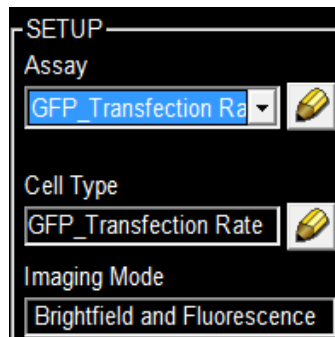 SETUP
Assay
GFP_Transfection Ra
Cell Type
GFP_Transfection Rate
Imaging Mode
Brightfield and Fluorescence